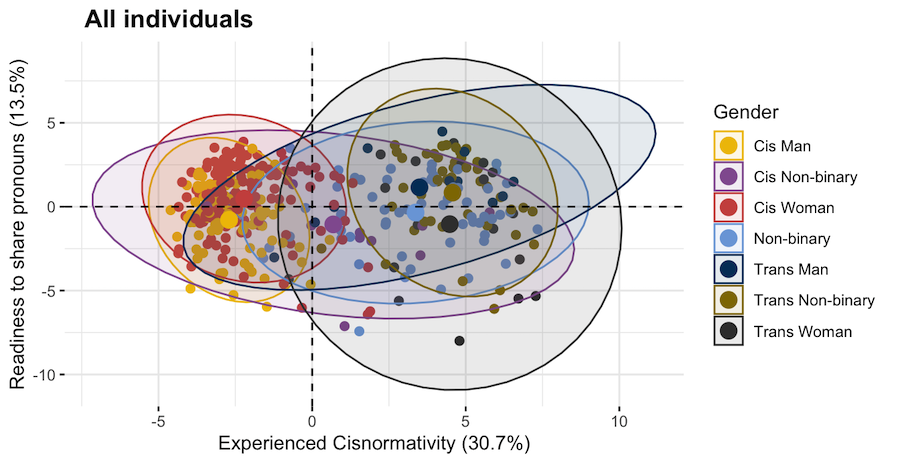 All individuals
Readiness to share pronouns (13.5%)
5
0
-5
-10
-5
0
5
10
Experienced Cisnormativity (30.7%)
Gender
Cis Man
Cis Non-binary
Cis Woman
Non-binary
Trans Man
Trans Non-binary
Trans Woman